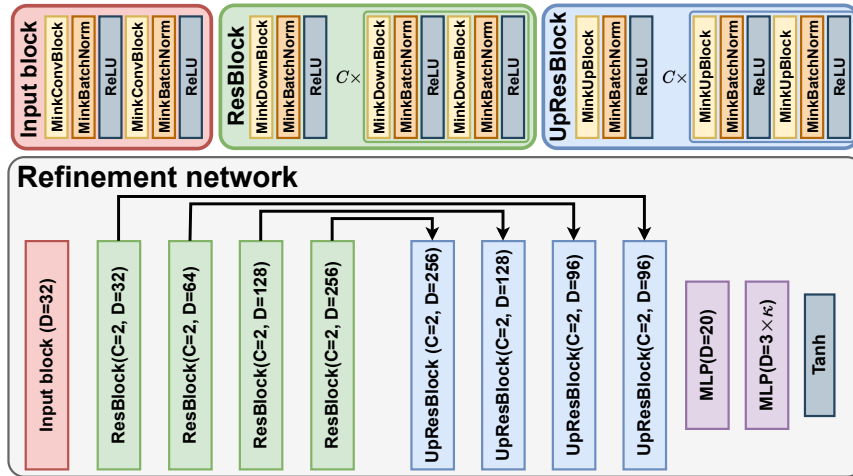 Input block
MinkConvBlock
MinkBatchNorm
ReLU
MinkConvBlock
MinkBatchNorm
ReLU
ResBlock
MinkDownBlock
MinkBatchNorm
ReLU
C×
MinkDownBlock
MinkBatchNorm
ReLU
MinkDownBlock
MinkBatchNorm
ReLU
UpResBlock
MinkUpBlock
MinkBatchNorm
ReLU
C×
MinkUpBlock
MinkBatchNorm
ReLU
MinkUpBlock
MinkBatchNorm
ReLU
Refinement network
Input block (D=32)
ResBlock(C=2, D=32)
ResBlock(C=2, D=64)
ResBlock(C=2, D=128)
ResBlock(C=2, D=256)
UpResBlock (C=2, D=256)
UpResBlock(C=2, D=128)
UpResBlock(C=2, D=96)
UpResBlock(C=2, D=96)
MLP(D=20)
MLP(D=3 × κ)
Tanh